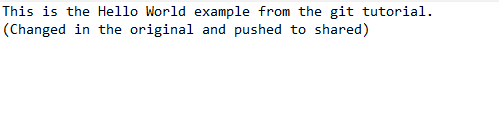 This is the Hello World example from the git tutorial.
(Changed in the original and pushed to shared)